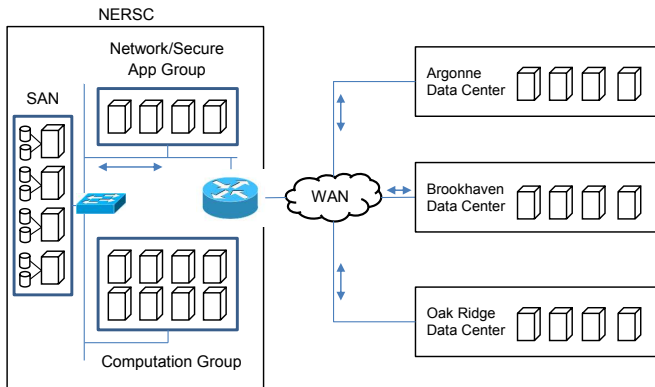 NERSC
Network/Secure
App Group
SAN
Computation Group
WAN
Argonne
Data Center
Brookhaven
Data Center
Oak Ridge
Data Center